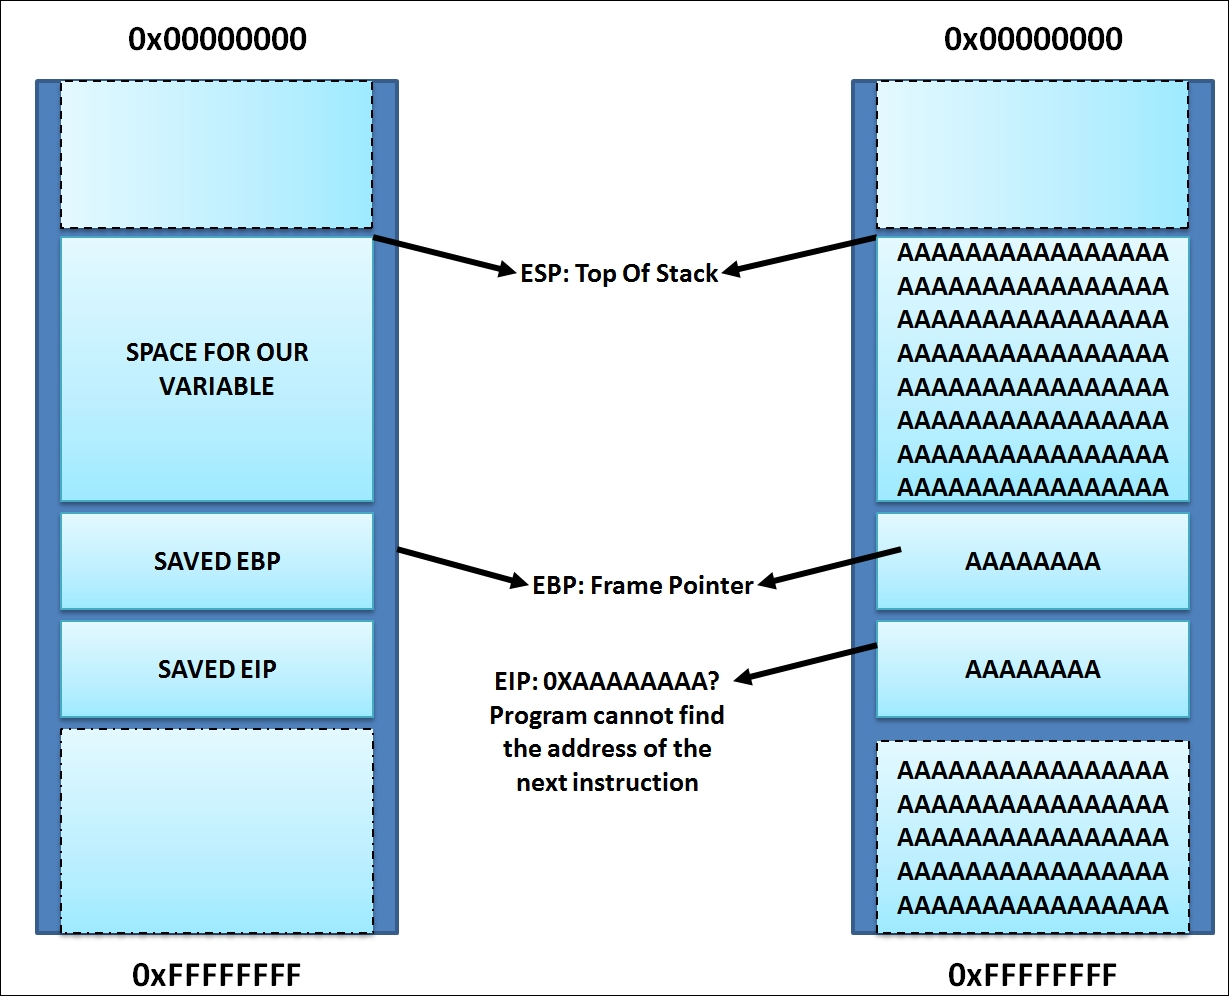 0x00000000
0x00000000
AAAAAAAAAAAAAAAA
ESP: Top Of Stack
AAAAAAAAAAAAAAAA
AAAAAAAAAAAAAAAA
SPACE FOR OUR
VARIABLE
AAAAAAAAAAAAAAAA
AAAAAAAAAAAAAAAA
AAAAAAAAAAAAAAAA
AAAAAAAAAAAAAAAA
AAAAAAAAAAAAAAAA
SAVED EBP
EBP: Frame Pointer
AAAAAAAA
SAVED EIP
EIP: 0XAAAAAAAA?
Program cannot find
the address of the
next instruction
AAAAAAAA
AAAAAAAAAAAAAAAA
AAAAAAAAAAAAAAAA
AAAAAAAAAAAAAAAA
AAAAAAAAAAAAAAAA
AAAAAAAAAAAAAAAA
0xFFFFFFFF
0xFFFFFFFF